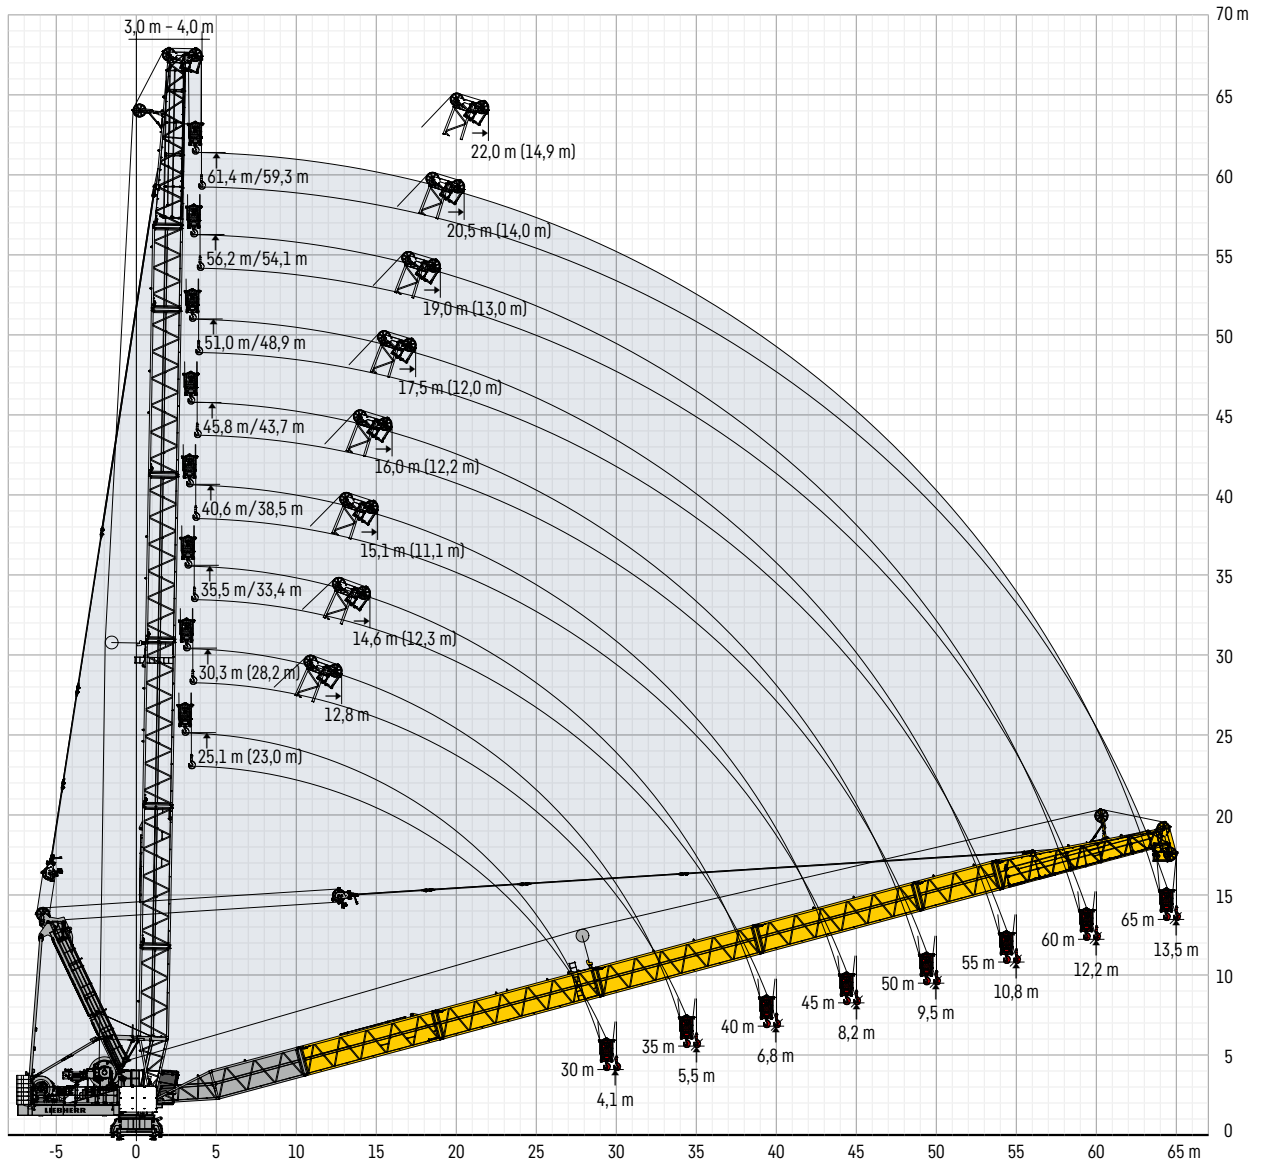 3,0 m – 4,0 m
70 m
65
22,0 m (14,9 m)
61,4 m/59,3 m
60
20,5 m (14,0 m)
56,2 m/54,1 m
55
19,0 m (13,0 m)
51,0 m/48,9 m
50
17,5 m (12,0 m)
45,8 m/43,7 m
45
16,0 m (12,2 m)
40,6 m/38,5 m
40
15,1 m (11,1 m)
35,5 m/33,4 m
35
14,6 m (12,3 m)
30,3 m (28,2 m)
30
12,8 m
25,1 m (23,0 m)
25
20
15
65 m
13,5 m
60 m
12,2 m
55 m
10,8 m
10
50 m
9,5 m
45 m
8,2 m
40 m
6,8 m
35 m
5,5 m
5
30 m
4,1 m
LIEBHERR
0
-5 0 5 10 15 20 25 30 35 40 45 50 55 60 65 m